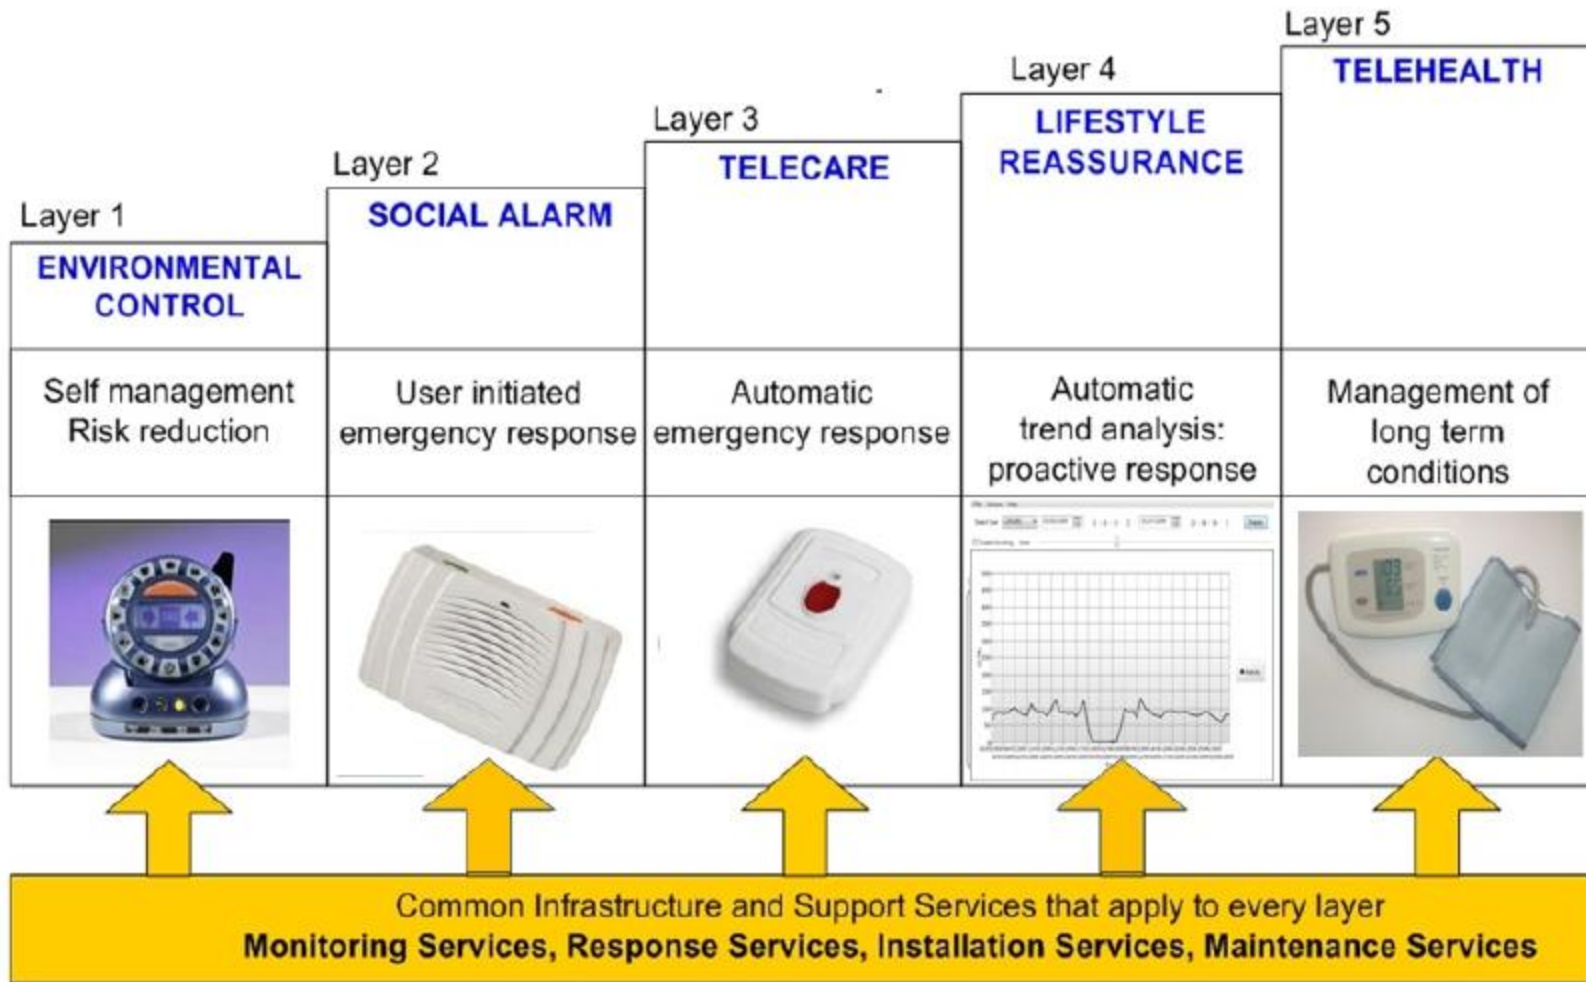 Layer 1
ENVIRONMENTAL
CONTROL
Self management
Risk reduction
Layer 2
SOCIAL ALARM
User initiated
emergency response
Layer 3
TELECARE
Automatic
emergency response
Layer 4
LIFESTYLE
REASSURANCE
Automatic
trend analysis:
proactive response
Layer 5
TELEHEALTH
Management of
long term
conditions
Common Infrastructure and Support Services that apply to every layer
Monitoring Services, Response Services, Installation Services, Maintenance Services